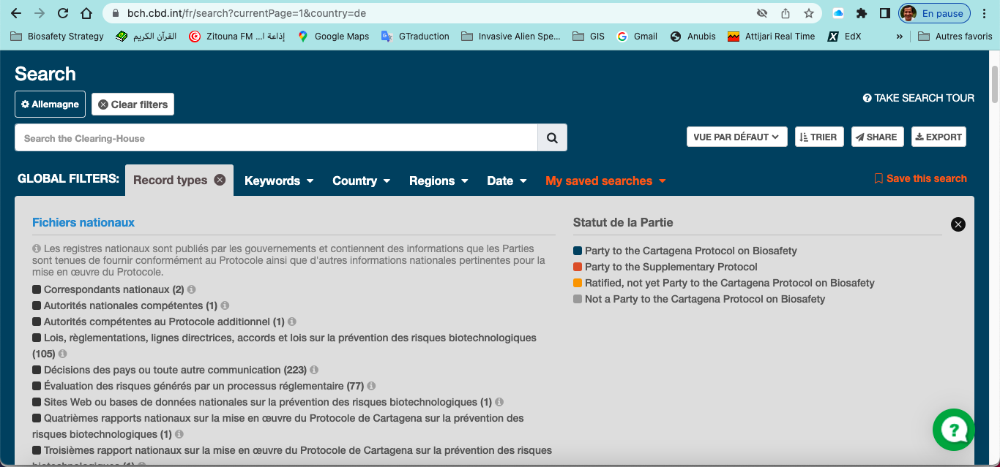 bch.cbd.int/fr/search?currentPage=1&country=de
En pause
Biosafety Strategy
القرآن الكريم
Zitouna FM ... إذاعة ا
Google Maps
GTraduction
Invasive Alien Spe...
GIS
Gmail
Anubis
Attijari Real Time
EdX
»
Autres favoris
Search
Allemagne
Clear filters
TAKE SEARCH TOUR
Search the Clearing-House
VUE PAR DÉFAUT
TRIER
SHARE
EXPORT
GLOBAL FILTERS:
Record types
Keywords
Country
Regions
Date
My saved searches
Save this search
Fichiers nationaux
Les registres nationaux sont publiés par les gouvernements et contiennent des informations que les Parties
sont tenues de fournir conformément au Protocole ainsi que d'autres informations nationales pertinentes pour la
mise en œuvre du Protocole.
Correspondants nationaux (2)
Autorités nationales compétentes (1)
Autorités compétentes au Protocole additionnel (1)
Lois, règlementations, lignes directrices, accords et lois sur la prévention des risques biotechnologiques
(105)
Décisions des pays ou toute autre communication (223)
Évaluation des risques générés par un processus réglementaire (77)
Sites Web ou bases de données nationales sur la prévention des risques biotechnologiques (1)
Quatrièmes rapports nationaux sur la mise en œuvre du Protocole de Cartagena sur la prévention des
risques biotechnologiques (1)
Troisièmes rapport nationaux sur la mise en œuvre du Protocole de Cartagena sur la prévention des risques
biotechnologiques (1)
Statut de la Partie
Party to the Cartagena Protocol on Biosafety
Party to the Supplementary Protocol
Ratified, not yet Party to the Cartagena Protocol on Biosafety
Not a Party to the Cartagena Protocol on Biosafety